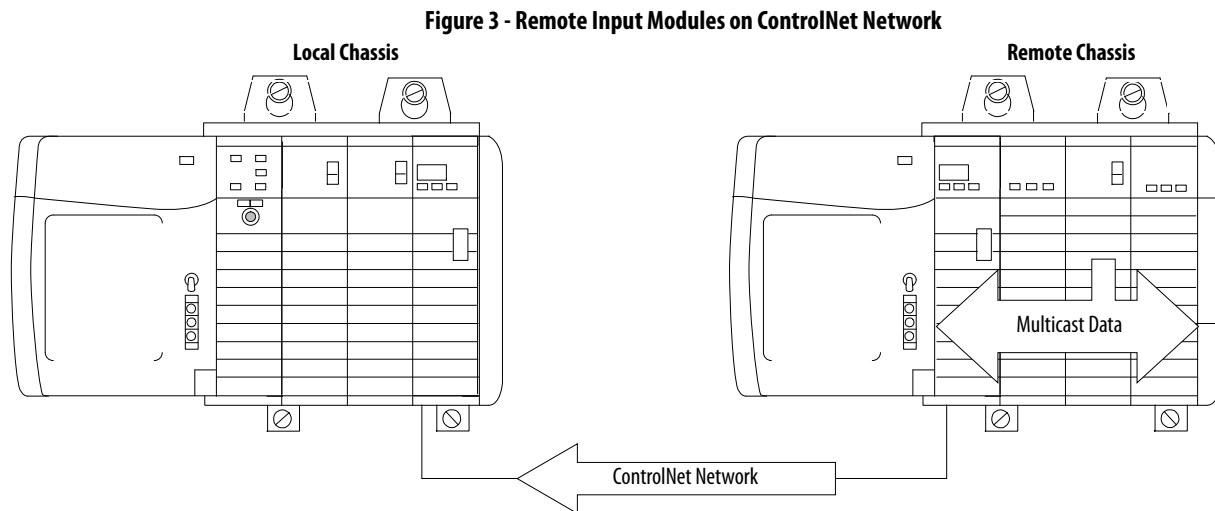 Figure 3 - Remote Input Modules on ControlNet Network
Local Chassis
Remote Chassis
Multicast Data
ControlNet Network